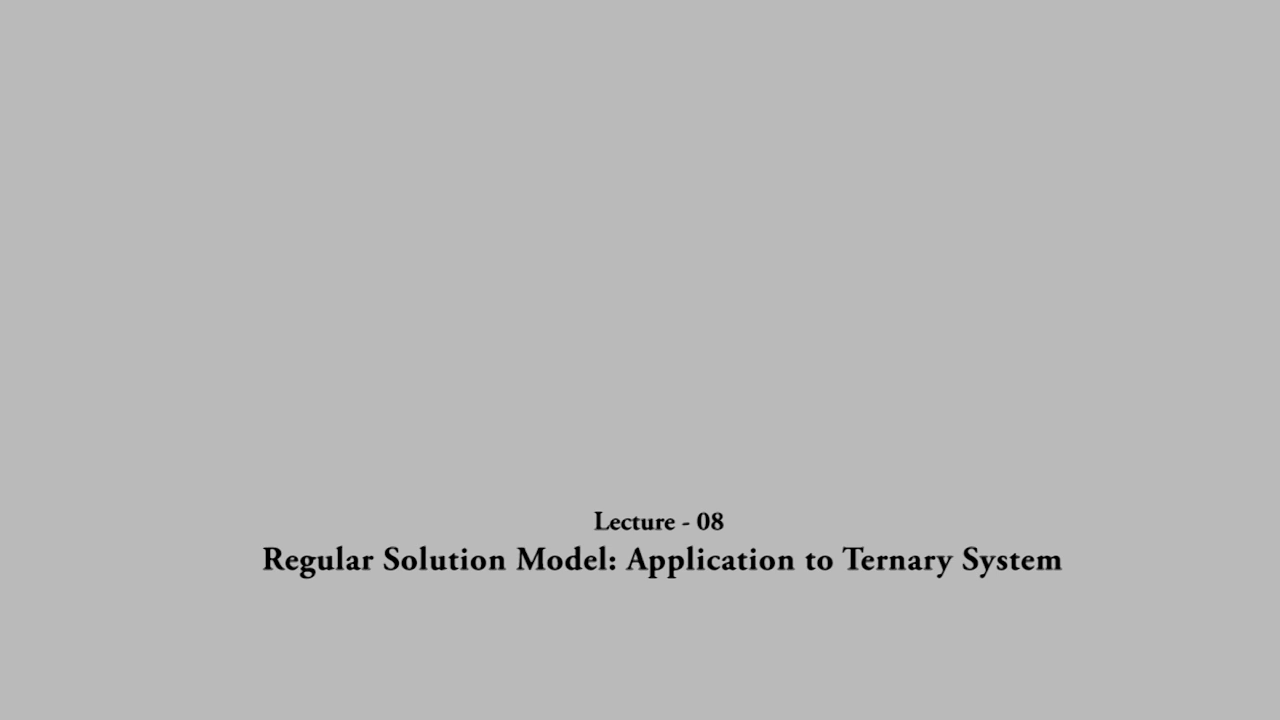 Lecture - 08
Regular Solution Model: Application to Ternary System